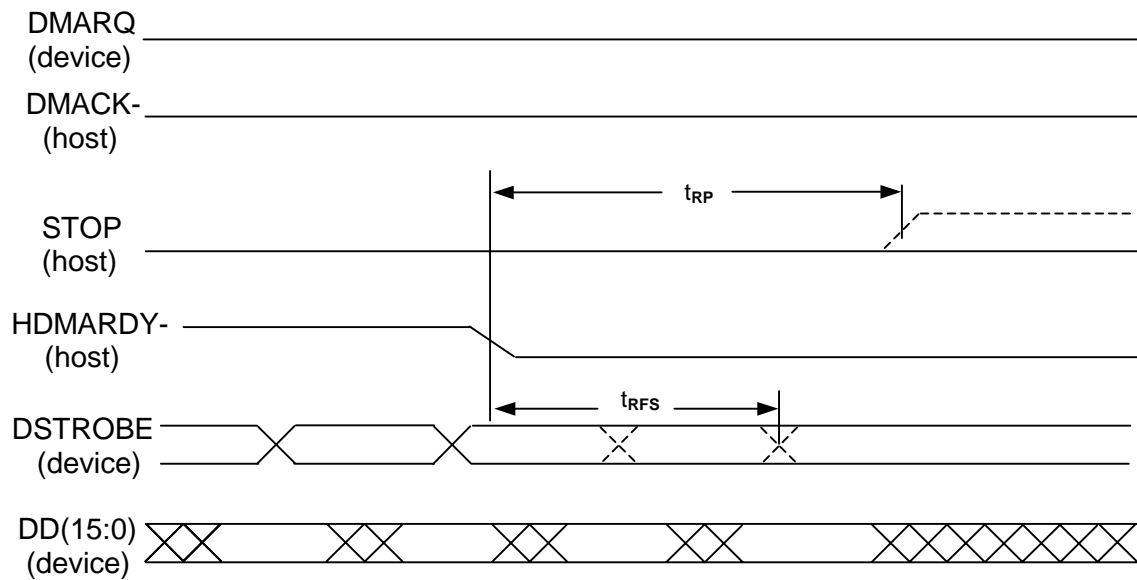 DMARQ
(device)
DMACK-
(host)
tRP
STOP
(host)
HDMARDY-
(host)
tRFS
DSTROBE
(device)
DD(15:0)
(device)